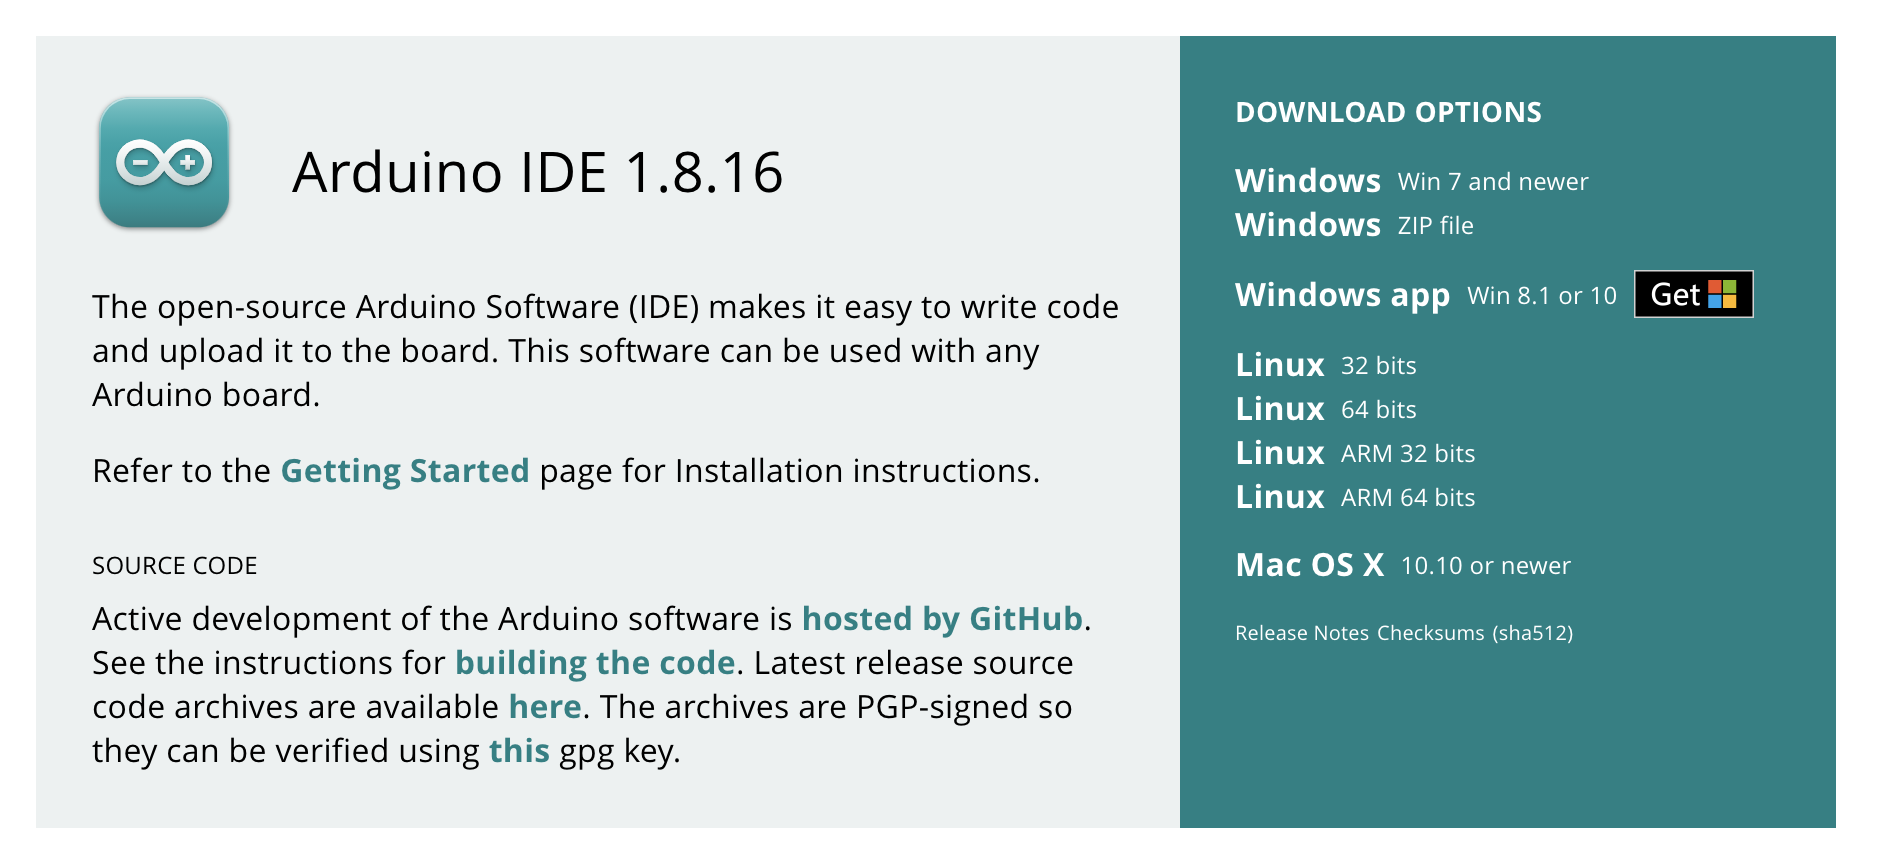 Arduino IDE 1.8.16
The open-source Arduino Software (IDE) makes it easy to write code
and upload it to the board. This software can be used with any
Arduino board.
Refer to the Getting Started page for Installation instructions.
SOURCE CODE
Active development of the Arduino software is hosted by GitHub.
See the instructions for building the code. Latest release source
code archives are available here. The archives are PGP-signed so
they can be verified using this gpg key.
DOWNLOAD OPTIONS
Windows Win 7 and newer
Windows ZIP file
Windows app Win 8.1 or 10 Get
Linux 32 bits
Linux 64 bits
Linux ARM 32 bits
Linux ARM 64 bits
Mac OS X 10.10 or newer
Release Notes Checksums (sha512)